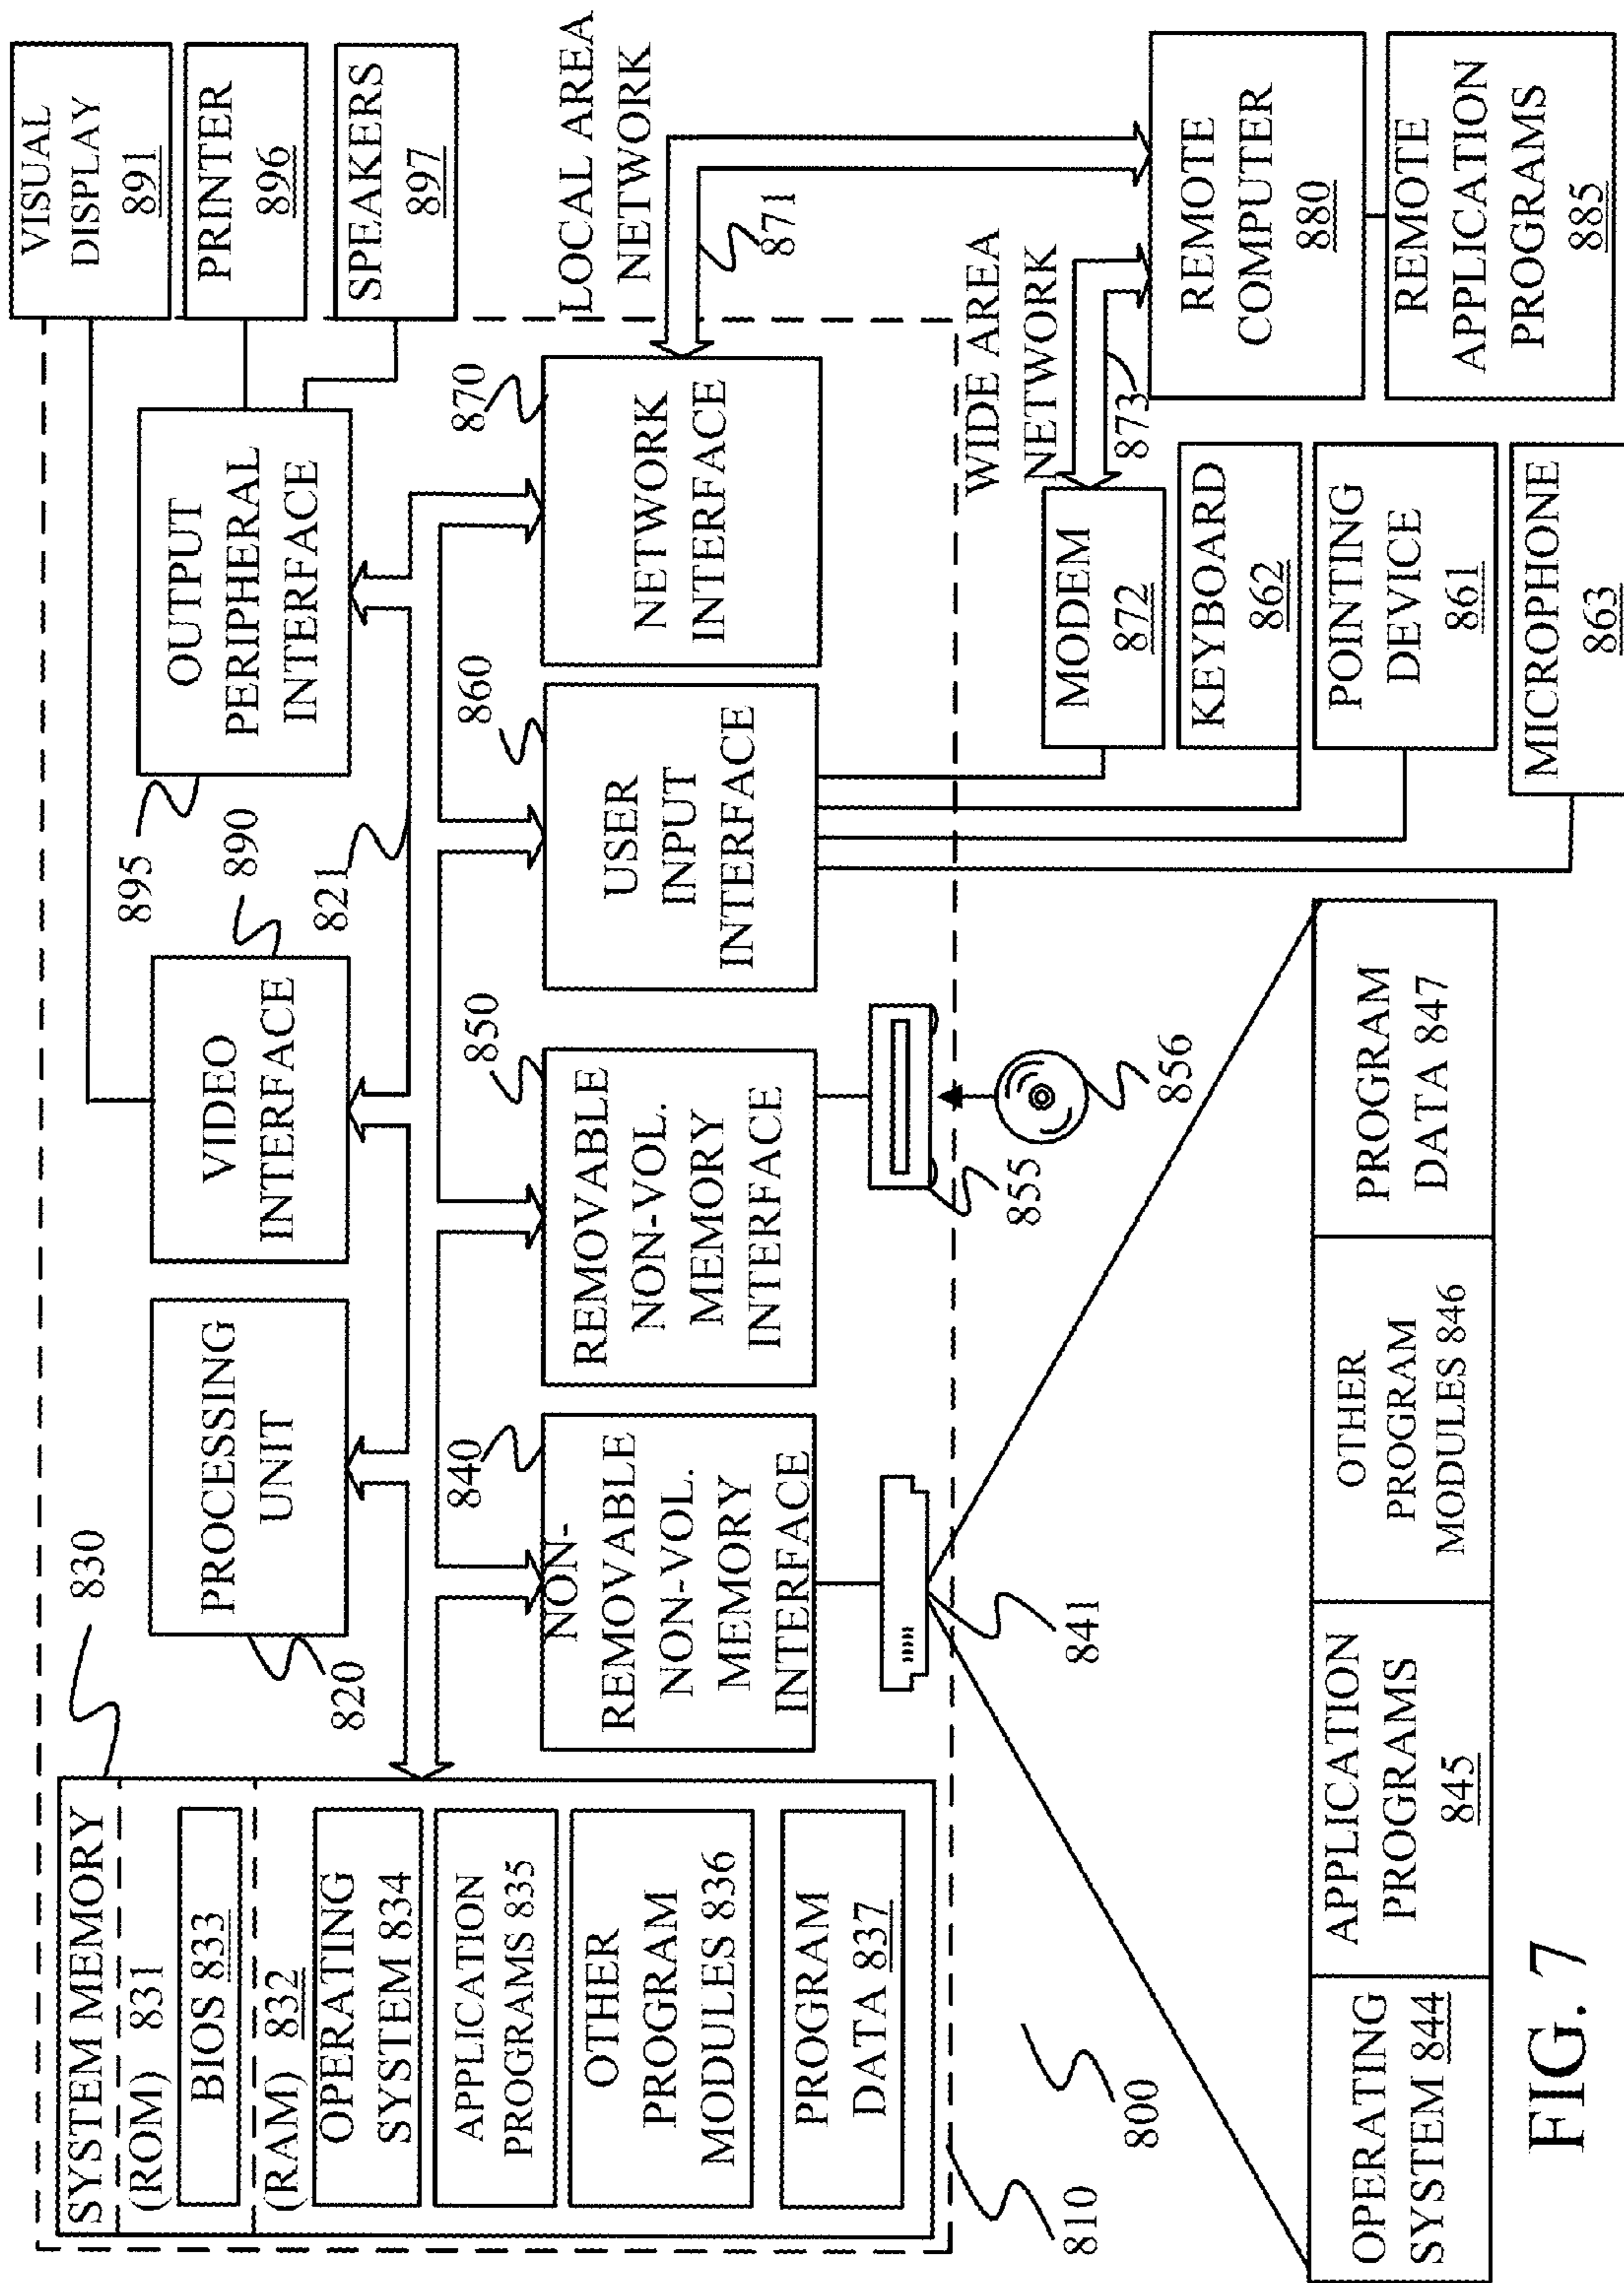 SYSTEM MEMORY
(ROM) 831
BIOS 833
(RAM) 832
OPERATING
SYSTEM 834
APPLICATION
PROGRAMS 835
OTHER
PROGRAM
MODULES 836
PROGRAM
DATA 837
830
820
PROCESSING
UNIT
VIDEO
INTERFACE
890
895
821
OUTPUT
PERIPHERAL
INTERFACE
VISUAL
DISPLAY
891
PRINTER
896
SPEAKERS
897
840
NON-
REMOVABLE
NON-VOL.
MEMORY
INTERFACE
850
REMOVABLE
NON-VOL.
MEMORY
INTERFACE
860
USER
INPUT
INTERFACE
870
NETWORK
INTERFACE
LOCAL AREA
NETWORK
871
810
800
841
855
856
WIDE AREA
NETWORK
873
MODEM
872
KEYBOARD
862
POINTING
DEVICE
861
MICROPHONE
863
REMOTE
COMPUTER
880
REMOTE
APPLICATION
PROGRAMS
885
OPERATING
SYSTEM 844
APPLICATION
PROGRAMS
845
OTHER
PROGRAM
MODULES 846
PROGRAM
DATA 847
FIG. 7